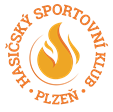 HASIČSKÝ SPORTOVNÍ KLUB
• PLZEŇ •